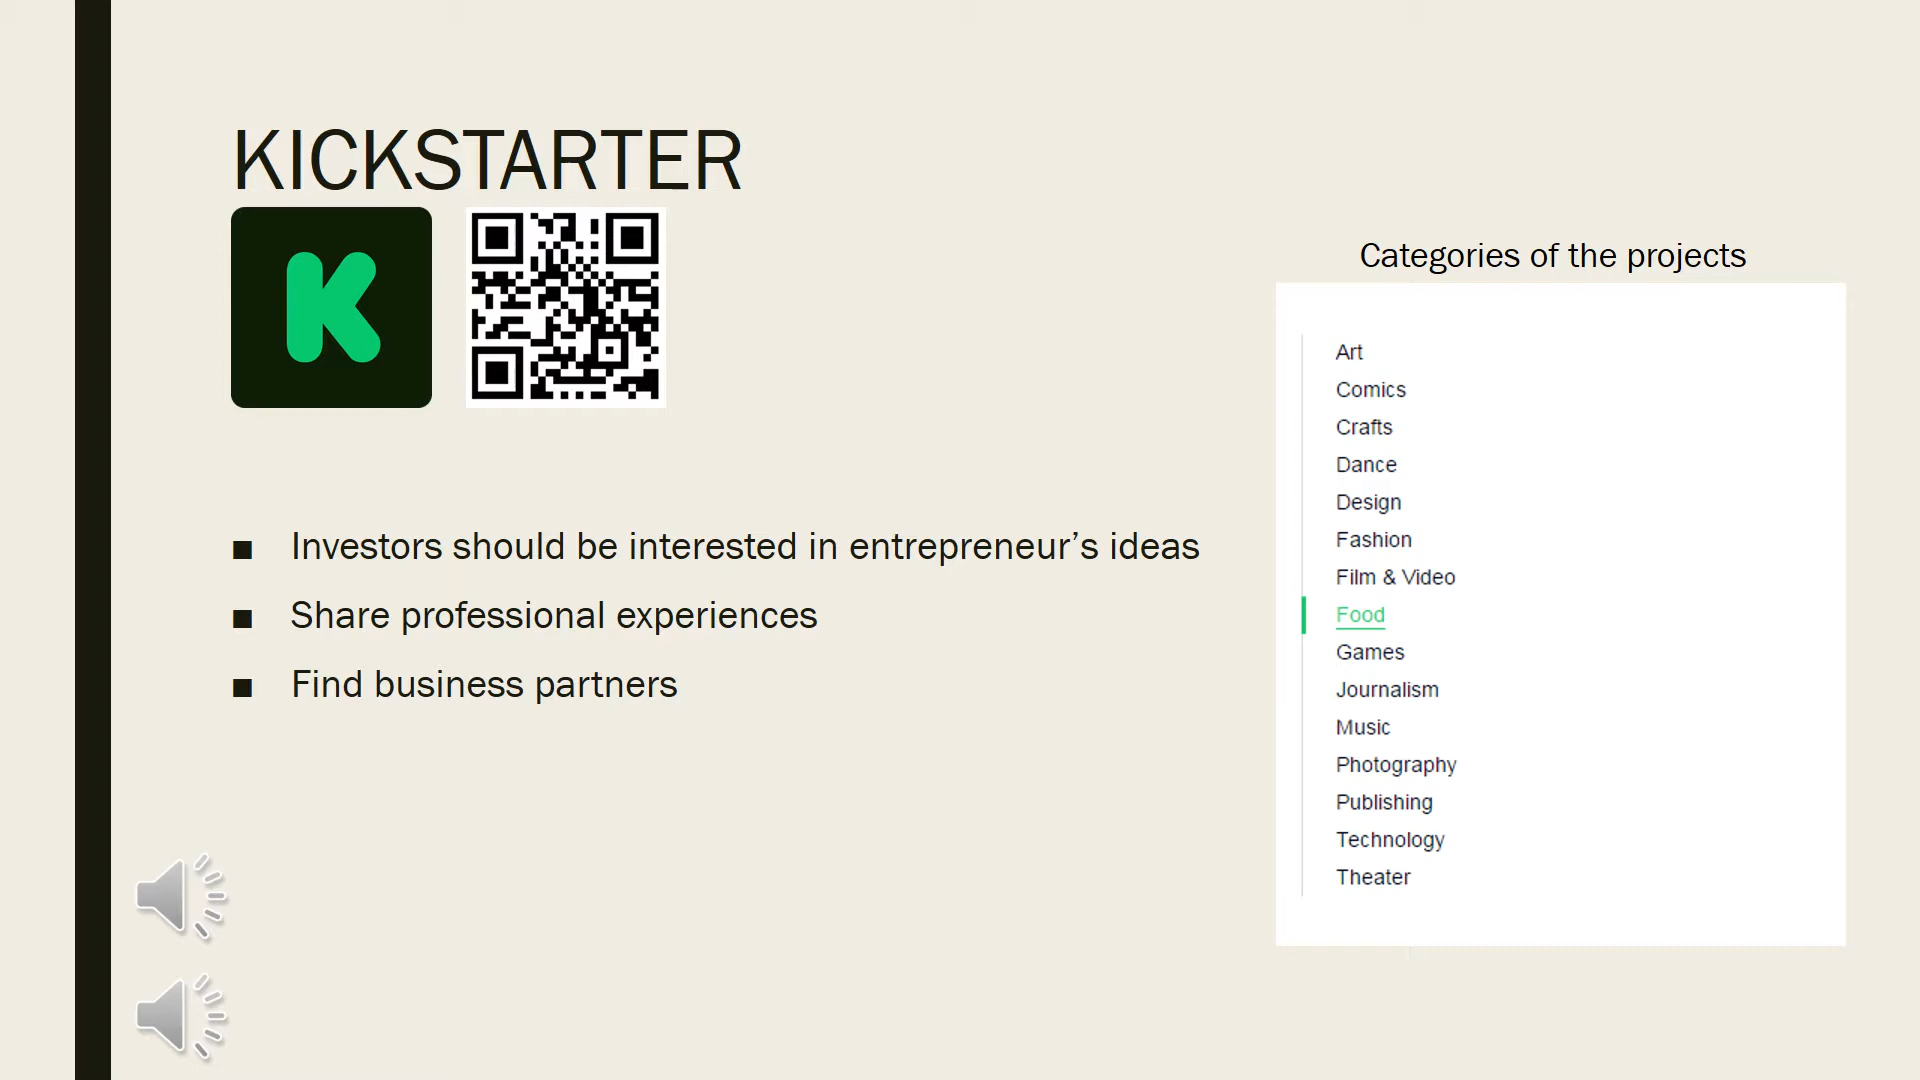 KICKSTARTER
K
Investors should be interested in entrepreneur’s ideas
Share professional experiences
Find business partners
Categories of the projects
Art
Comics
Crafts
Dance
Design
Fashion
Film & Video
Food
Games
Journalism
Music
Photography
Publishing
Technology
Theater